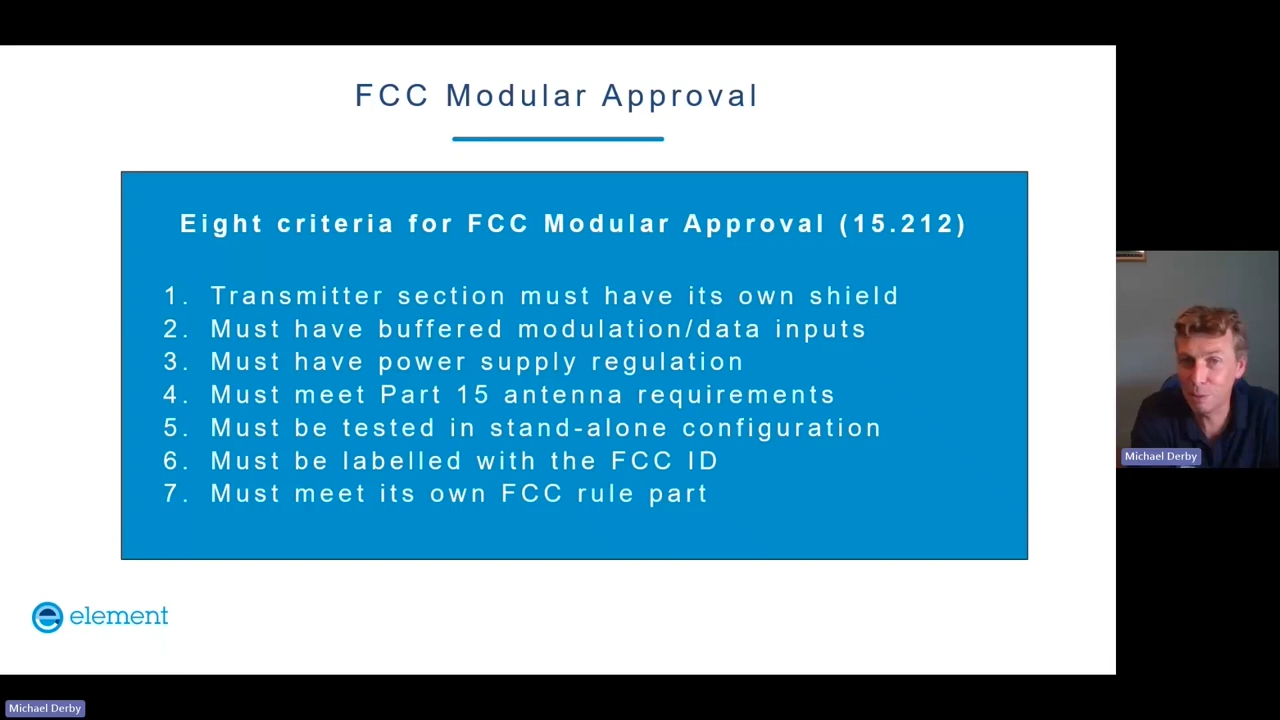 FCC Modular Approval
Eight criteria for FCC Modular Approval (15.212)
1. Transmitter section must have its own shield
2. Must have buffered modulation/data inputs
3. Must have power supply regulation
4. Must meet Part 15 antenna requirements
5. Must be tested in stand-alone configuration
6. Must be labelled with the FCC ID
7. Must meet its own FCC rule part
element
Michael Derby
Michael Derby